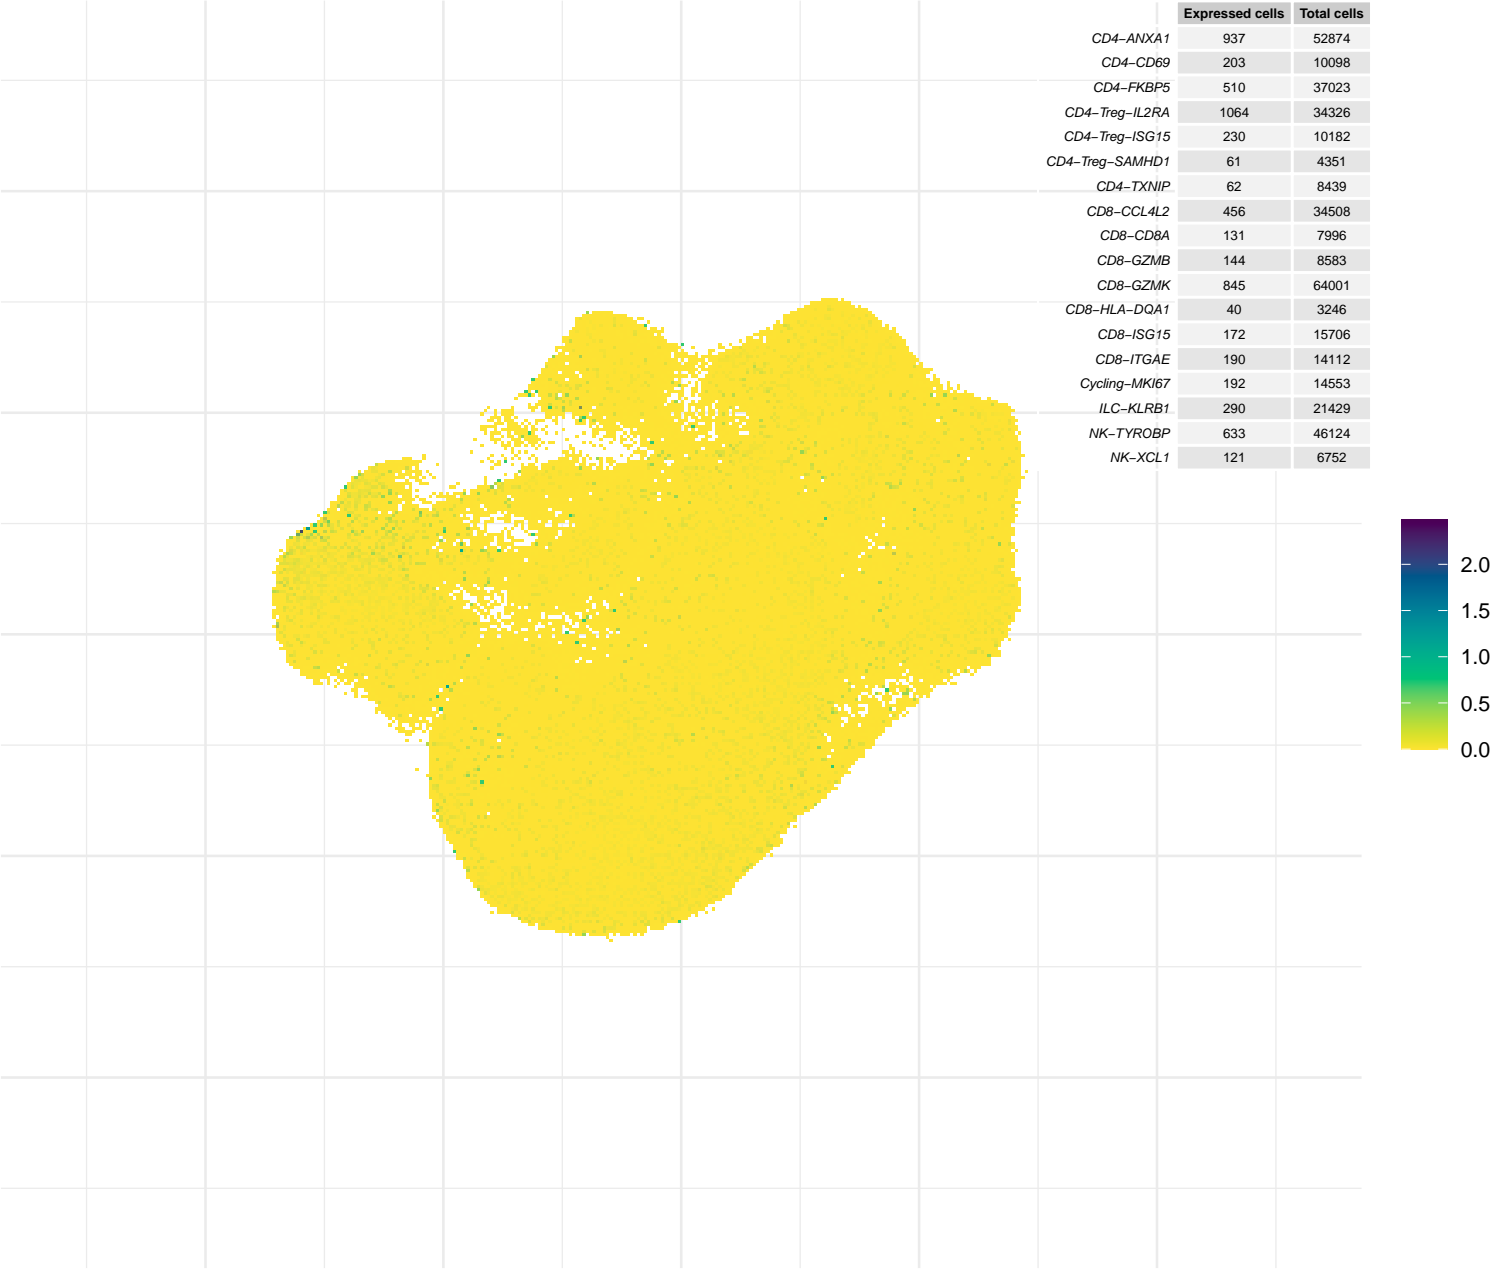 Expressed cells Total cells
CD4−ANXA1 937 52874
CD4−CD69 203 10098
CD4−FKBP5 510 37023
CD4−Treg−IL2RA 1064 34326
CD4−Treg−ISG15 230 10182
CD4−Treg−SAMHD1 61 4351
CD4−TXNIP 62 8439
CD8−CCL4L2 456 34508
CD8−CD8A 131 7996
CD8−GZMB 144 8583
CD8−GZMK 845 64001
CD8−HLA−DQA1 40 3246
CD8−ISG15 172 15706
CD8−ITGAE 190 14112
Cycling−MKI67 192 14553
ILC−KLRB1 290 21429
NK−TYROBP 633 46124
NK−XCL1 121 6752
2.0
1.5
1.0
0.5
0.0